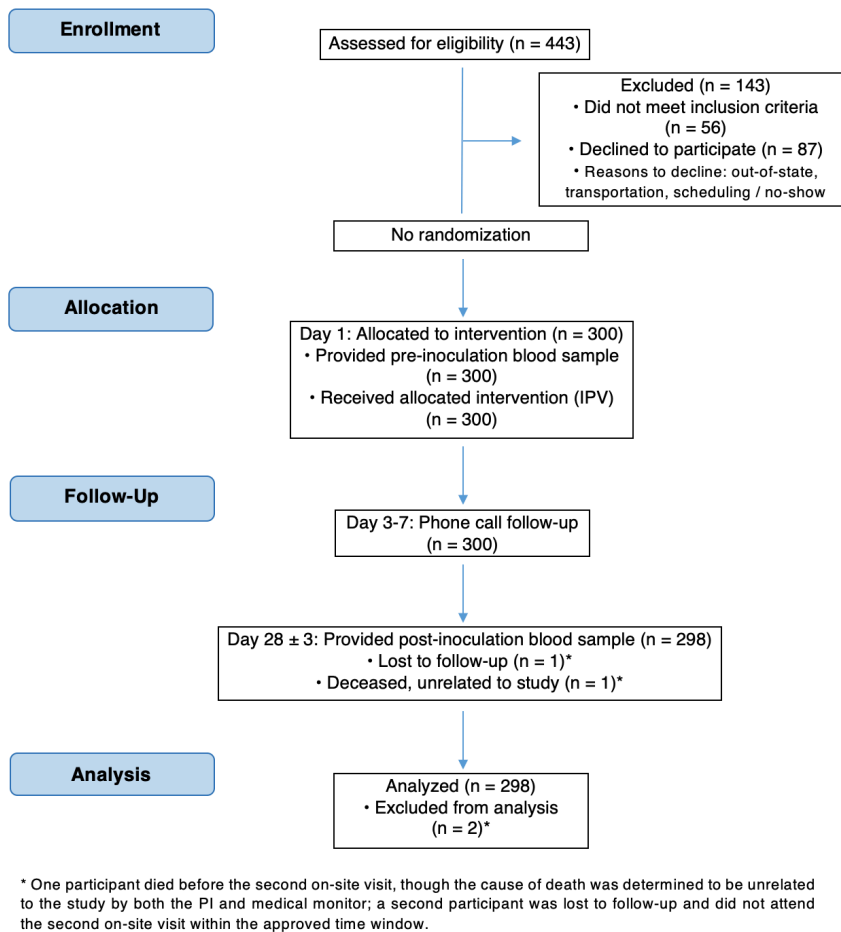 Enrollment
Assessed for eligibility (n = 443)
Excluded (n = 143)
• Did not meet inclusion criteria
(n = 56)
• Declined to participate (n = 87)
• Reasons to decline: out-of-state,
transportation, scheduling / no-show
No randomization
Allocation
Day 1: Allocated to intervention (n = 300)
• Provided pre-inoculation blood sample
(n = 300)
• Received allocated intervention (IPV)
(n = 300)
Follow-Up
Day 3-7: Phone call follow-up
(n = 300)
Day 28 ± 3: Provided post-inoculation blood sample (n = 298)
• Lost to follow-up (n = 1)*
• Deceased, unrelated to study (n = 1)*
Analysis
Analyzed (n = 298)
• Excluded from analysis
(n = 2)*
* One participant died before the second on-site visit, though the cause of death was determined to be unrelated
to the study by both the PI and medical monitor; a second participant was lost to follow-up and did not attend
the second on-site visit within the approved time window.